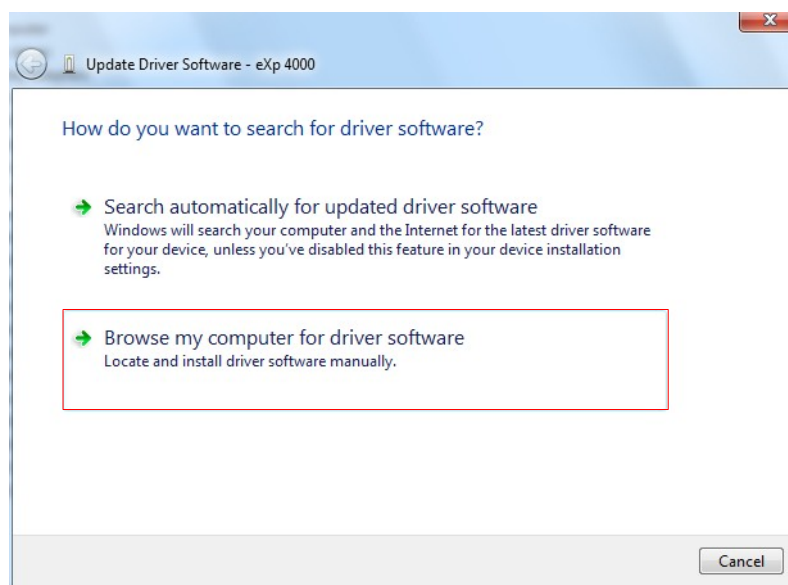 Update Driver Software - eXp 4000
How do you want to search for driver software?
Search automatically for updated driver software
Windows will search your computer and the Internet for the latest driver software
for your device, unless you've disabled this feature in your device installation
settings.
Browse my computer for driver software
Locate and install driver software manually.
Cancel